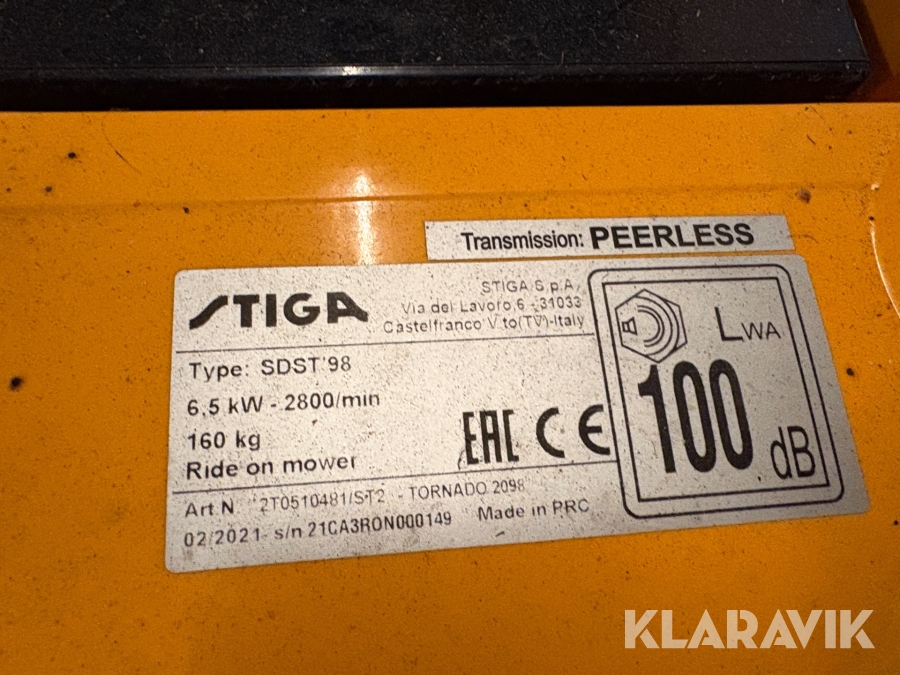 Transmission: PEERLESS
STIGA
STIGA S.p.A.
Via del Lavoro,6 - 31033
Castelfranco V.to(TV)-Italy
Type: SDST 98
6,5 kW - 2800/min
160 kg
Ride on mower
EAC CE
LWA
100
dB
Art.N 2T0510481/ST2 - TORNADO 2098
02/2021- s/n 21CA3RON000149 Made in PRC
KLARAVIK